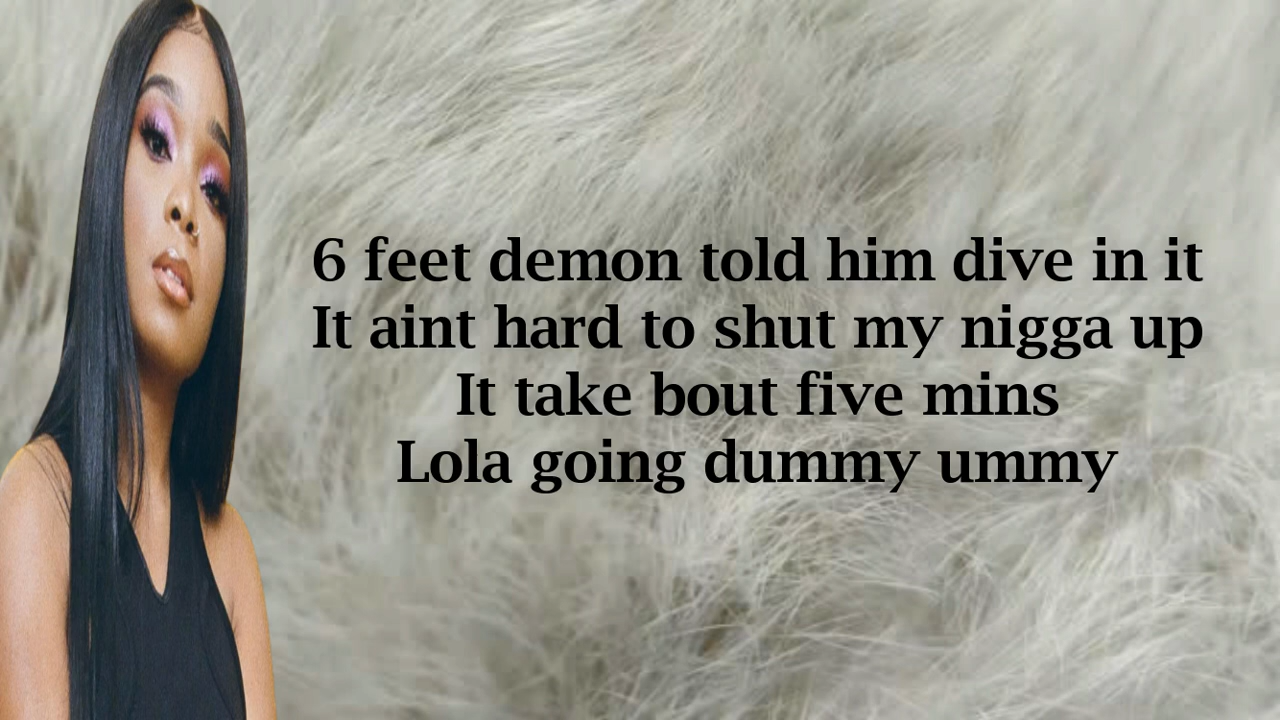 6 feet demon told him dive in it
It aint hard to shut my nigga up
It take bout five mins
Lola going dummy ummy